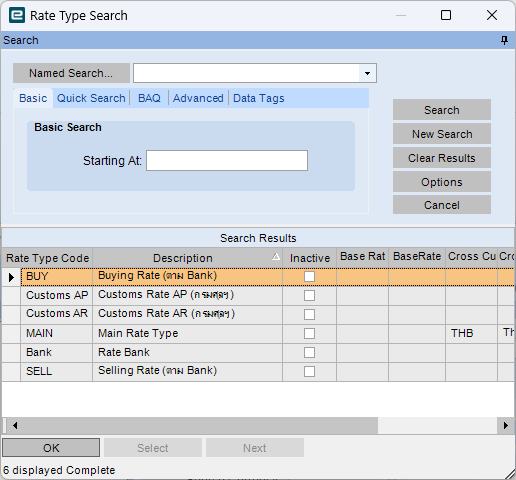 Rate Type Search
Search
Named Search...
Basic Quick Search BAQ Advanced Data Tags
Basic Search
Starting At:
Search
New Search
Clear Results
Options
Cancel
Search Results
Rate Type Code Description Inactive Base Rat BaseRate Cross Cu Cro
BUY Buying Rate (ตาม Bank)
Customs AP Customs Rate AP (กรมศุลฯ)
Customs AR Customs Rate AR (กรมศุลฯ)
MAIN Main Rate Type THB Th
Bank Rate Bank
SELL Selling Rate (ตาม Bank)
OK Select Next
6 displayed Complete